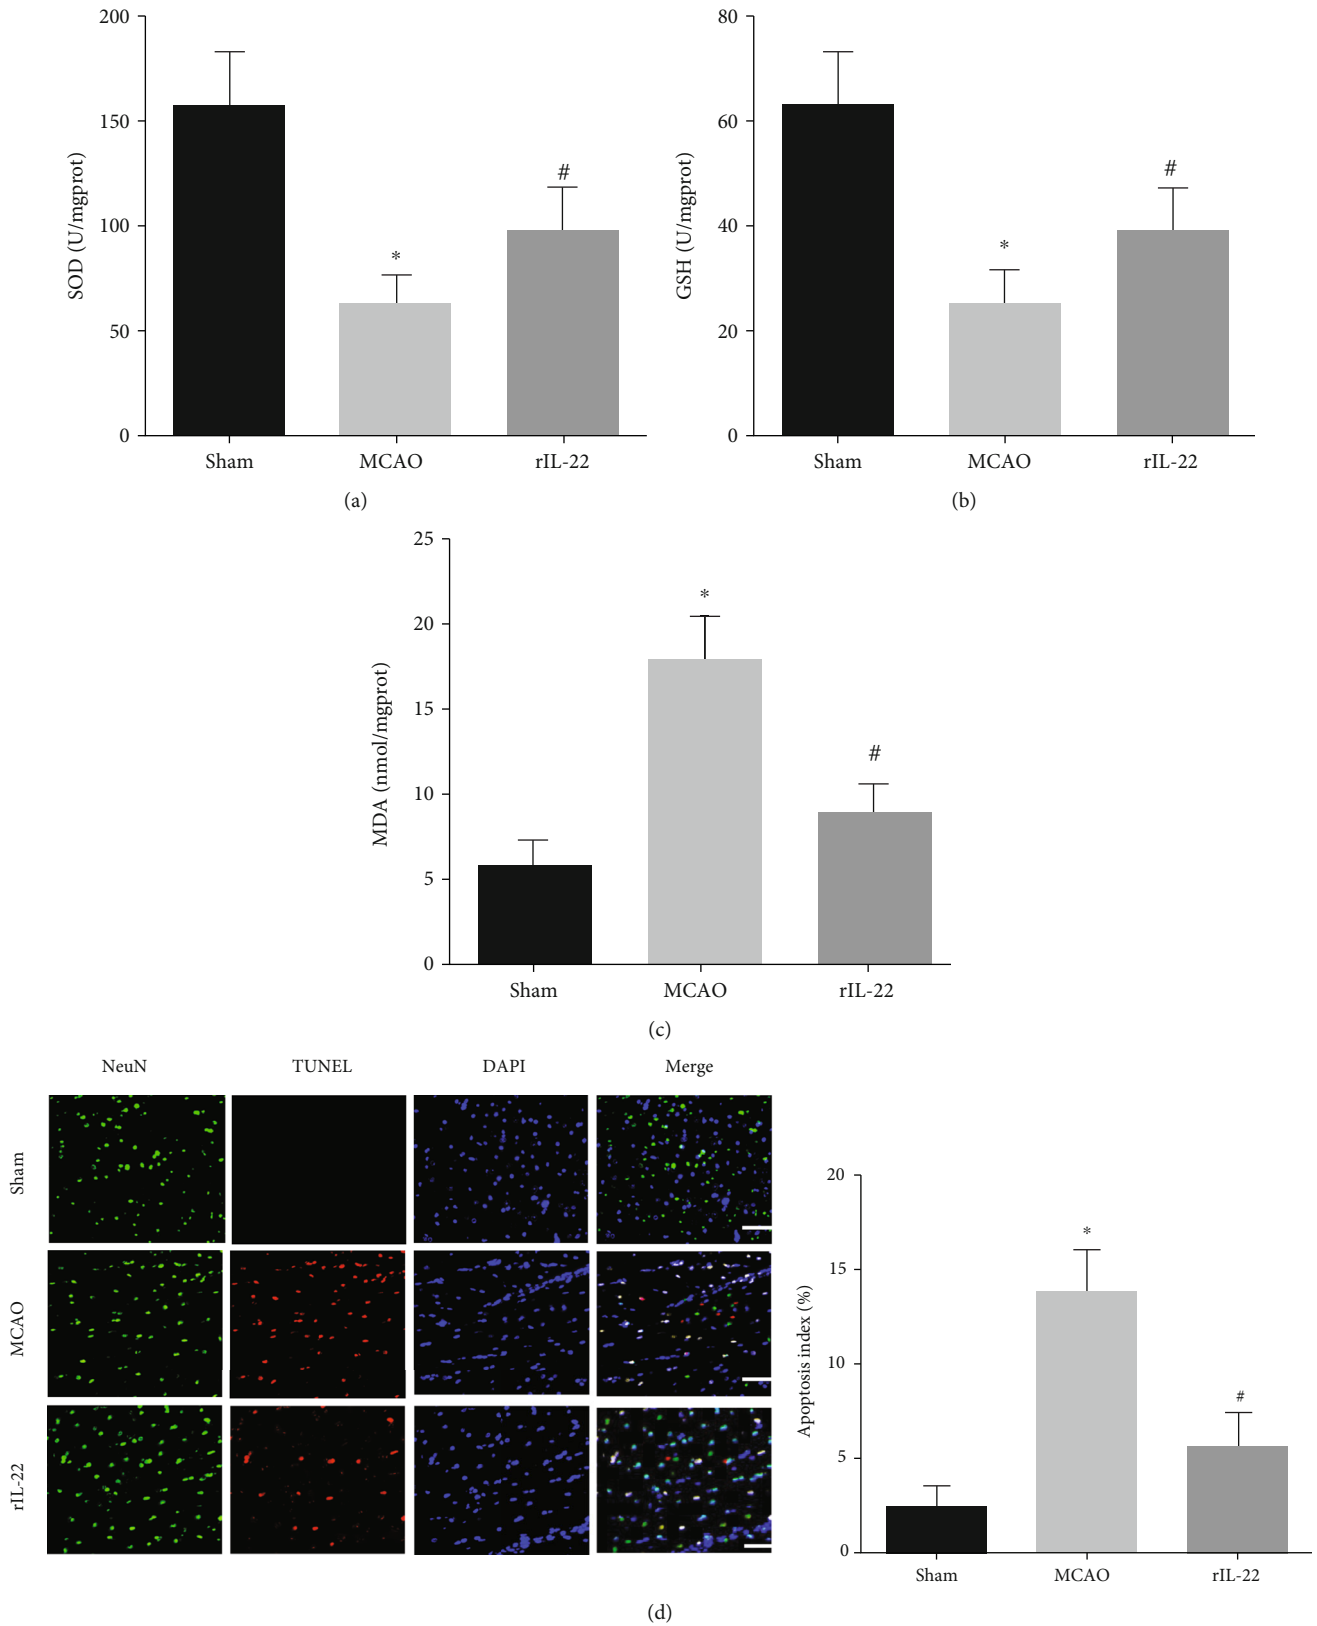 200
150
100
50
0
SOD (U/mgprot)
*
#
Sham MCAO rIL-22
(a)
80
60
40
20
0
GSH (U/mgprot)
*
#
Sham MCAO rIL-22
(b)
25
20
15
10
5
0
MDA (nmol/mgprot)
*
#
Sham MCAO rIL-22
(c)
NeuN TUNEL DAPI Merge
Sham
MCAO
rIL-22
20
15
10
5
0
Apoptosis index (%)
*
#
Sham MCAO rIL-22
(d)